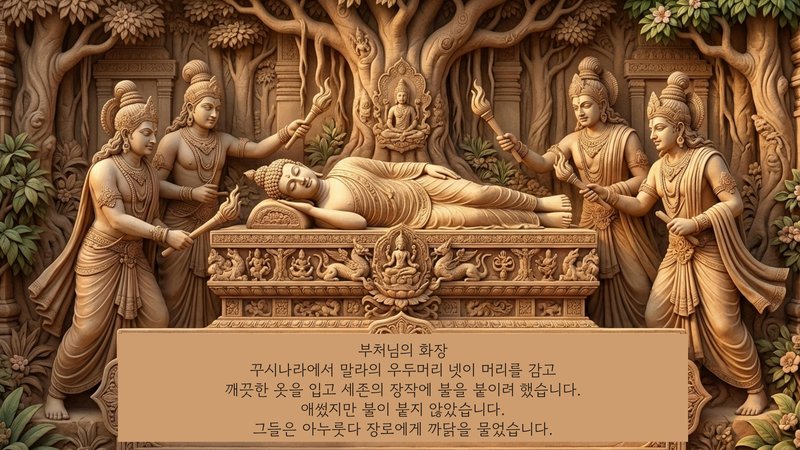 부처님의 화장
꾸시나라에서 말라의 우두머리 넷이 머리를 감고
깨끗한 옷을 입고 세존의 장작에 불을 붙이려 했습니다.
애썼지만 불이 붙지 않았습니다.
그들은 아누룻다 장로에게 까닭을 물었습니다.